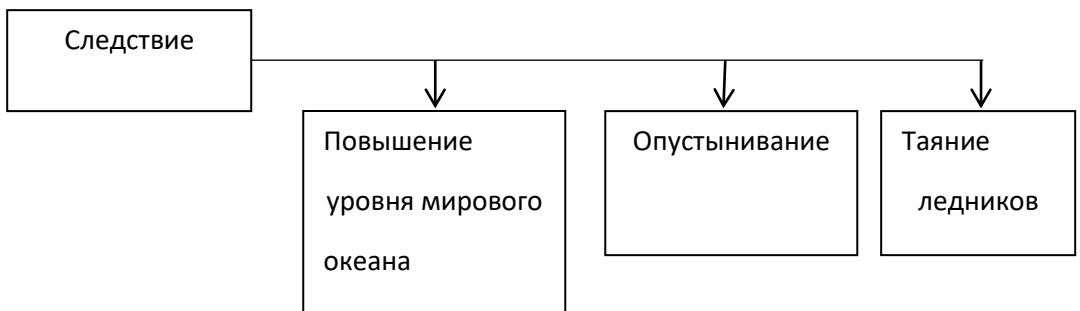 Следствие
Повышение
уровня мирового
океана
Опустынивание
Таяние
ледников